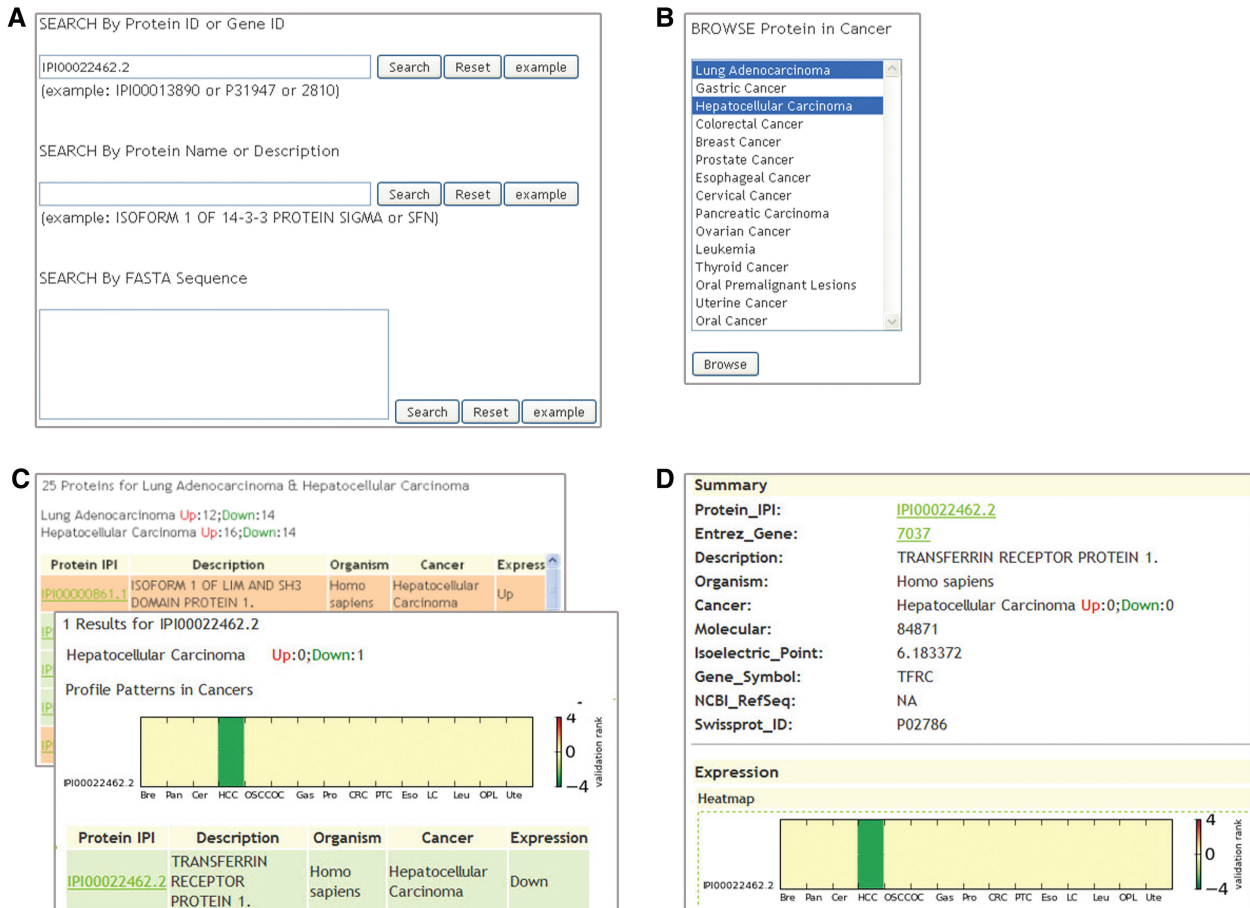 A
SEARCH By Protein ID or Gene ID
IPI00022462.2
Search Reset example
(example: IPI00013890 or P31947 or 2810)
SEARCH By Protein Name or Description
Search Reset example
(example: ISOFORM 1 OF 14-3-3 PROTEIN SIGMA or SFN)
SEARCH By FASTA Sequence
Search Reset example
B
BROWSE Protein in Cancer
Lung Adenocarcinoma
Gastric Cancer
Hepatocellular Carcinoma
Colorectal Cancer
Breast Cancer
Prostate Cancer
Esophageal Cancer
Cervical Cancer
Pancreatic Carcinoma
Ovarian Cancer
Leukemia
Thyroid Cancer
Oral Premalignant Lesions
Uterine Cancer
Oral Cancer
Browse
C
25 Proteins for Lung Adenocarcinoma & Hepatocellular Carcinoma
Lung Adenocarcinoma Up:12;Down:14
Hepatocellular Carcinoma Up:16;Down:14
Protein IPI Description Organism Cancer Express
IPI00000861.1 ISOFORM 1 OF LIM AND SH3 DOMAIN PROTEIN 1. Homo sapiens Hepatocellular Carcinoma Up
IP
IP
IP
IP
1 Results for IPI00022462.2
Hepatocellular Carcinoma Up:0;Down:1
Profile Patterns in Cancers
4
0
-4
validation rank
IPI00022462.2
Bre Pan Cer HCC OSCCOC Gas Pro CRC PTC Eso LC Leu OPL Ute
Protein IPI Description Organism Cancer Expression
IPI00022462.2 TRANSFERRIN RECEPTOR PROTEIN 1. Homo sapiens Hepatocellular Carcinoma Down
D
Summary
Protein_IPI: IPI00022462.2
Entrez_Gene: 7037
Description: TRANSFERRIN RECEPTOR PROTEIN 1.
Organism: Homo sapiens
Cancer: Hepatocellular Carcinoma Up:0;Down:0
Molecular: 84871
Isoelectric_Point: 6.183372
Gene_Symbol: TFRC
NCBI_RefSeq: NA
Swissprot_ID: P02786
Expression
Heatmap
4
0
-4
validation rank
IPI00022462.2
Bre Pan Cer HCC OSCCOC Gas Pro CRC PTC Eso LC Leu OPL Ute